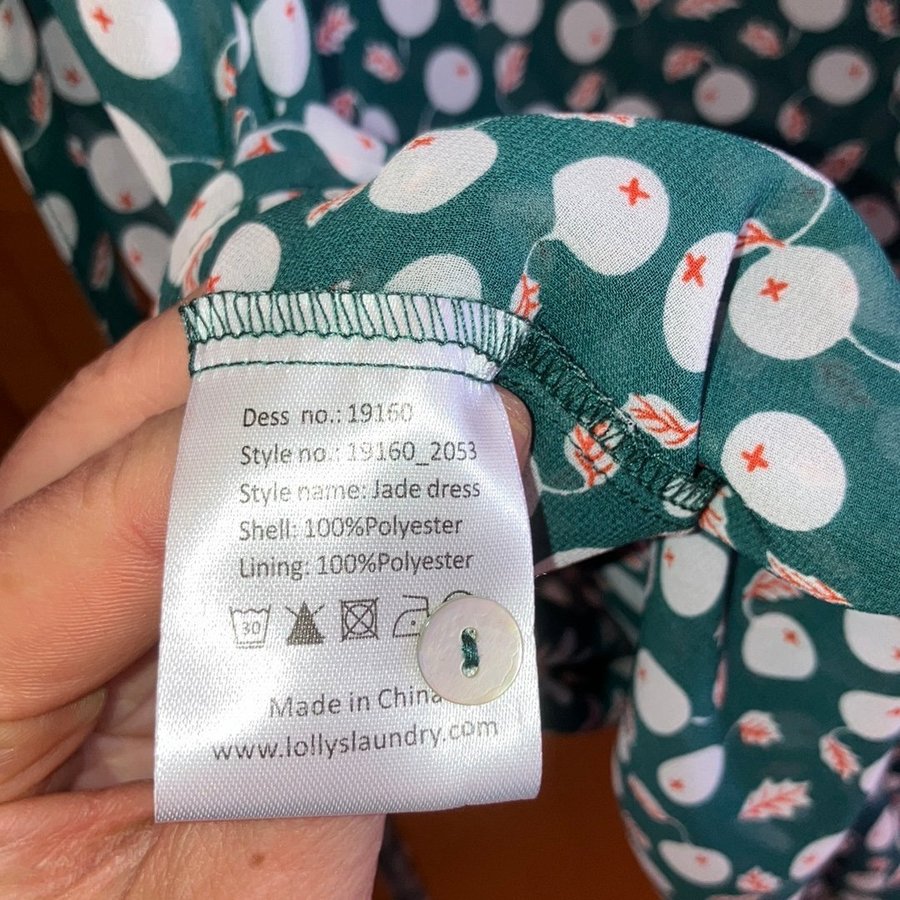 Dess no.: 19160
Style no.: 19160_2053
Style name: Jade dress
Shell: 100%Polyester
Lining: 100%Polyester
30
Made in China
www.lollyslaundry.com